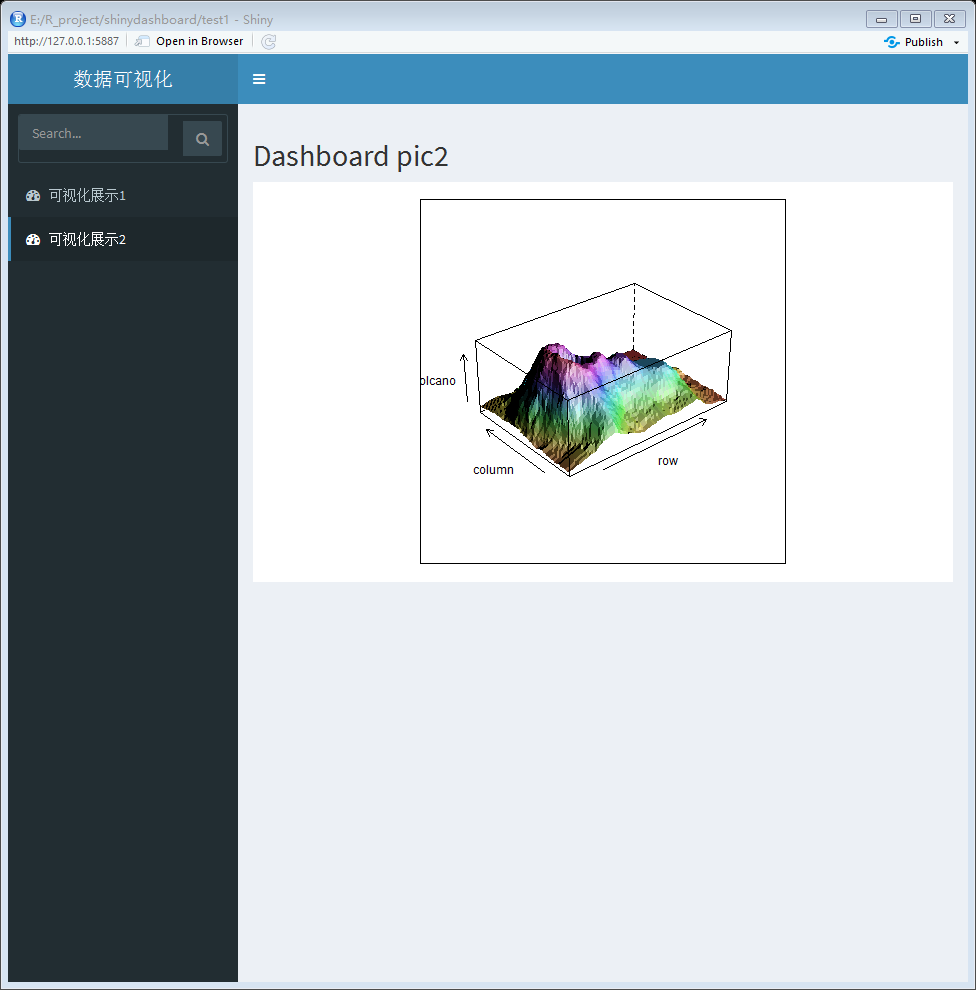 E:/R_project/shinydashboard/test1 - Shiny
http://127.0.0.1:5887 Open in Browser Publish
数据可视化
Search...
可视化展示1
可视化展示2
Dashboard pic2
olcano
column
row